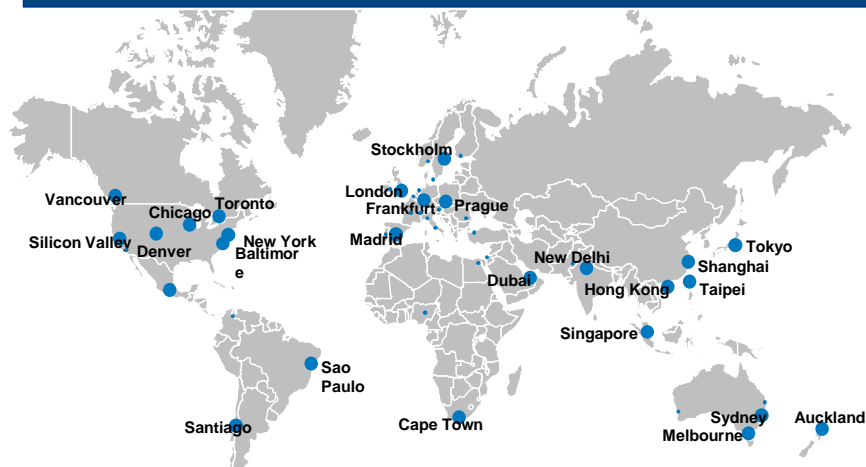 Stockholm
Vancouver
London
Toronto
Prague
Chicago
Frankfurt
Silicon Valley
New York
Madrid
Tokyo
Denver
Baltimor
e
New Delhi
Shanghai
Dubai
Hong Kong
Taipei
Singapore
Sao
Paulo
Santiago
Cape Town
Sydney
Auckland
Melbourne